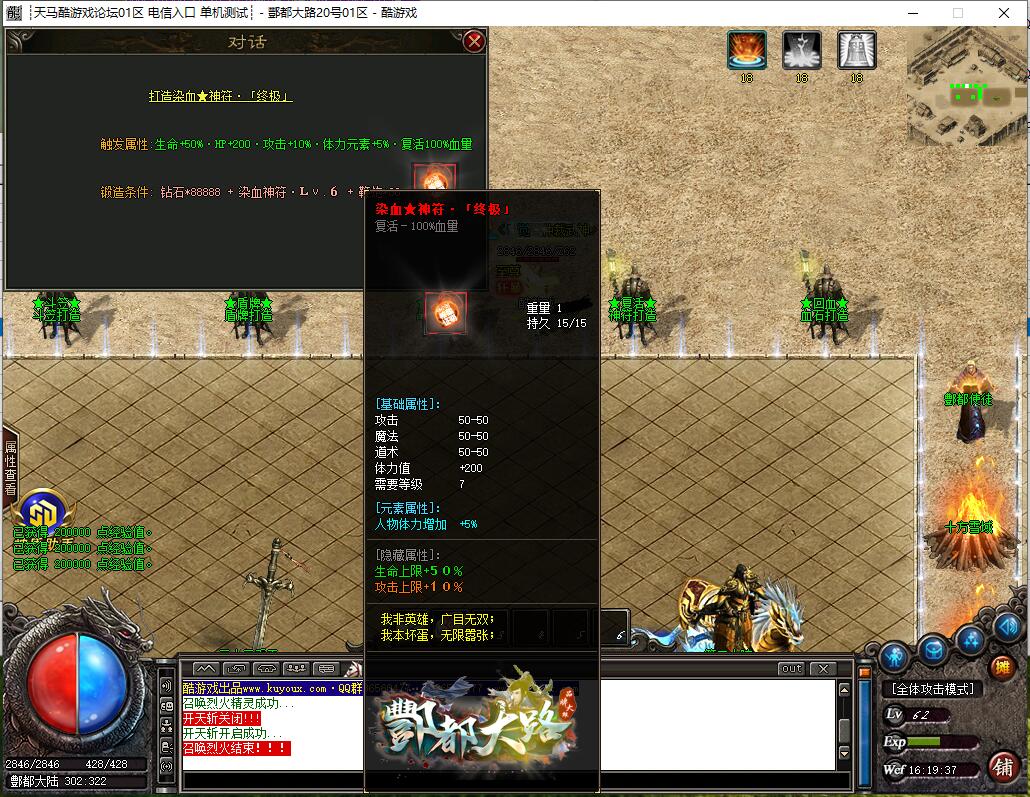 天马酷游戏论坛01区 电信入口 单机测试 - 酆都大路20号01区 - 酷游戏
对话
打造染血★神符·「终极」
触发属性:生命+50%·HP+200·攻击+10%·体力元素+5%·复活100%血量
锻造条件: 钻石*88888 + 染血神符·Lv.6 +
18
18
18
染血★神符·「终极」
复活-100%血量
重量 1
持久 15/15
[基础属性]:
攻击 50-50
魔法 50-50
道术 50-50
体力值 +200
需要等级 7
[元素属性]:
人物体力增加 +5%
[隐藏属性]:
生命上限+50%
攻击上限+10%
我非英雄，广目无双；
我本坏蛋，无限嚣张；
酆都大路
★斗笠★
斗笠打造
★盾牌★
盾牌打造
★复活★
神符打造
★回血★
血石打造
酆都使徒
十方雪域
属性查看
已获得 200000 点经验值。
已获得 200000 点经验值。
已获得 200000 点经验值。
6
out
酷游戏出品www.kuyoux.com·QQ群
召唤烈火精灵成功...
开天斩关闭!!!
开天斩开启成功...
召唤烈火结束！！！
[全体攻击模式]
摊
Lv 62
Exp
Wef 16:19:37
铺
2846/2846 428/428
酆都大陆 302:322